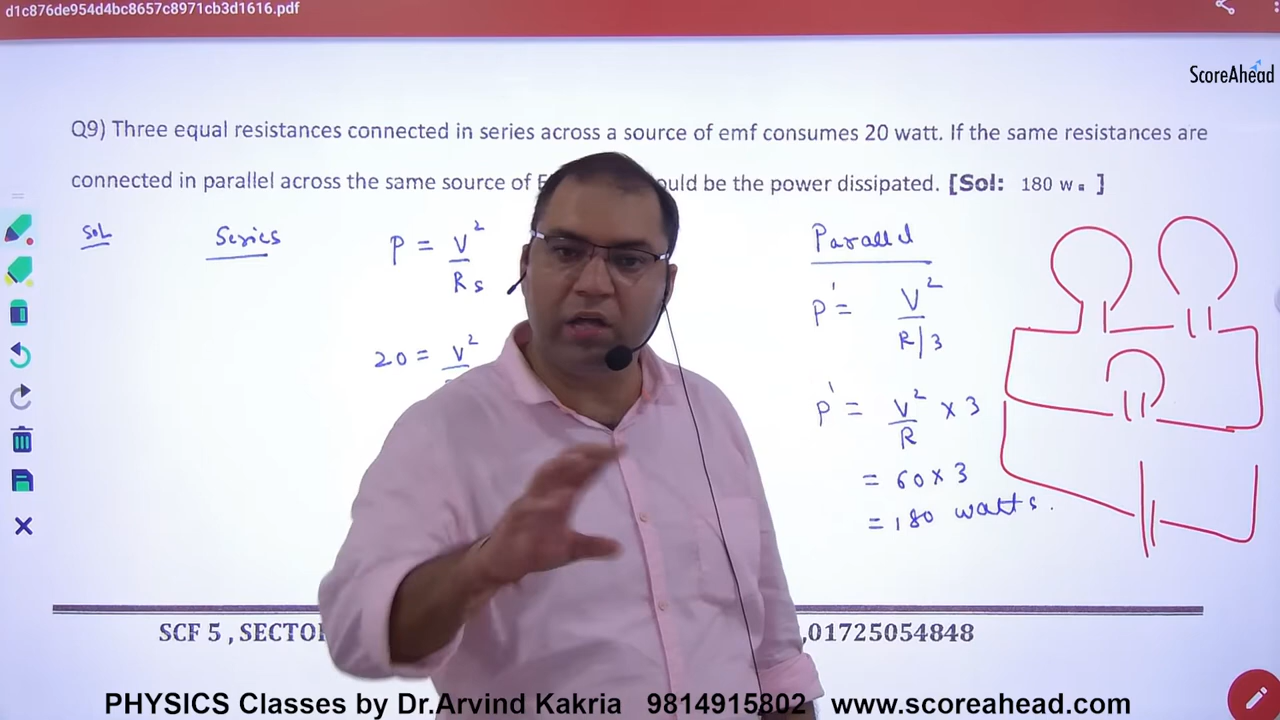 d1c876de954d4bc8657c8971cb3d1616.pdf
ScoreAhead
Q9) Three equal resistances connected in series across a source of emf consumes 20 watt. If the same resistances are
connected in parallel across the same source of be the power dissipated. [Sol: 180 w. ]
Sol Series P = V²/Rs
20 = V²
Parallel
P' = V²/R/3
P' = V²/R × 3
= 60 × 3
= 180 watts.
SCF 5 , ,01725054848
PHYSICS Classes by Dr.Arvind Kakria 9814915802 www.scoreahead.com